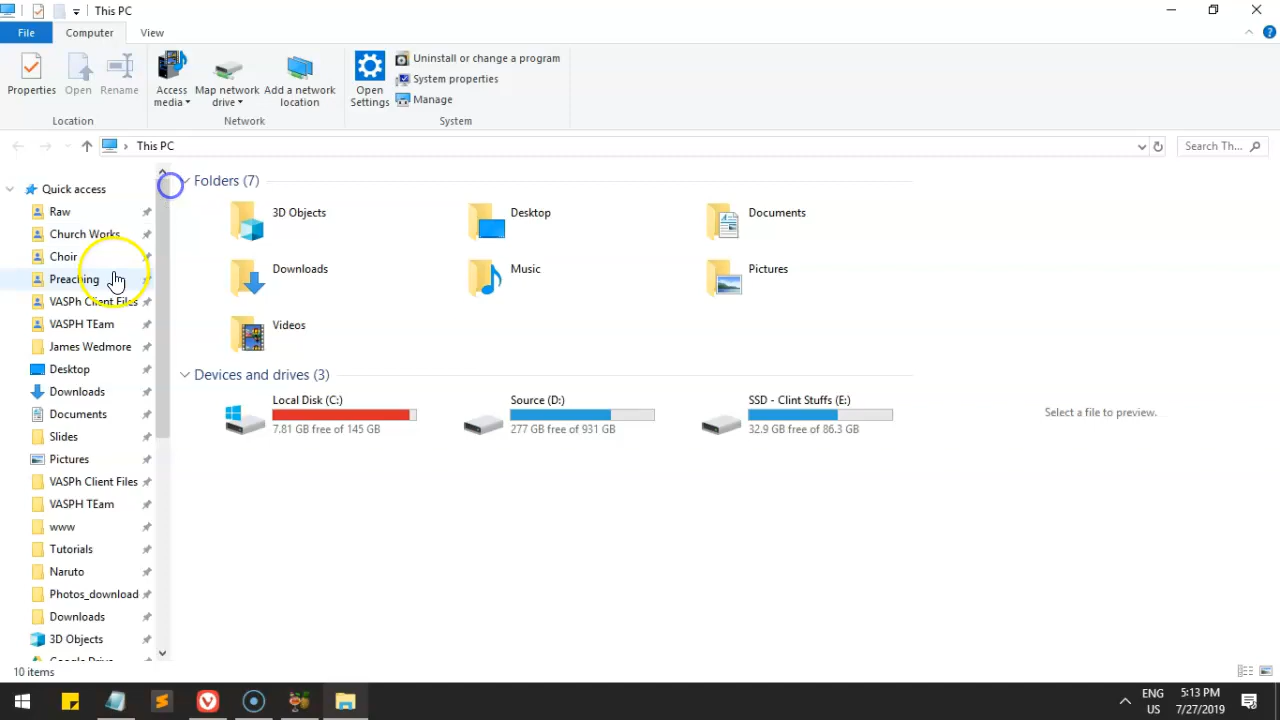 This PC
File
Computer
View
Properties
Open
Rename
Access media
Map network drive
Add a network location
Open Settings
Uninstall or change a program
System properties
Manage
Location
Network
System
This PC
Search Th...
Quick access
Raw
Church Works
Choir
Preaching
VASPh Client Files
VASPH TEam
James Wedmore
Desktop
Downloads
Documents
Slides
Pictures
VASPh Client Files
VASPH TEam
www
Tutorials
Naruto
Photos_download
Downloads
3D Objects
Google Drive
Folders (7)
3D Objects
Desktop
Documents
Downloads
Music
Pictures
Videos
Devices and drives (3)
Local Disk (C:)
7.81 GB free of 145 GB
Source (D:)
277 GB free of 931 GB
SSD - Clint Stuffs (E:)
32.9 GB free of 86.3 GB
Select a file to preview.
10 items
ENG
US
5:13 PM
7/27/2019